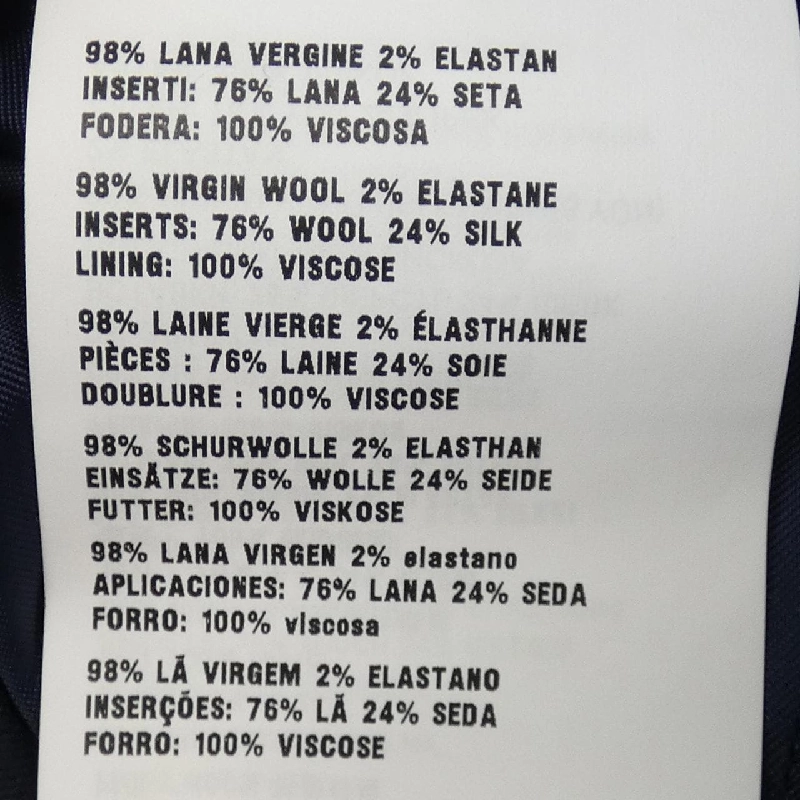 98% LANA VERGINE 2% ELASTAN
INSERTI: 76% LANA 24% SETA
FODERA: 100% VISCOSA
98% VIRGIN WOOL 2% ELASTANE
INSERTS: 76% WOOL 24% SILK
LINING: 100% VISCOSE
98% LAINE VIERGE 2% ÉLASTHANNE
PIÈCES : 76% LAINE 24% SOIE
DOUBLURE : 100% VISCOSE
98% SCHURWOLLE 2% ELASTHAN
EINSÄTZE: 76% WOLLE 24% SEIDE
FUTTER: 100% VISKOSE
98% LANA VIRGEN 2% elastano
APLICACIONES: 76% LANA 24% SEDA
FORRO: 100% viscosa
98% LÃ VIRGEM 2% ELASTANO
INSERÇÕES: 76% LÃ 24% SEDA
FORRO: 100% VISCOSE